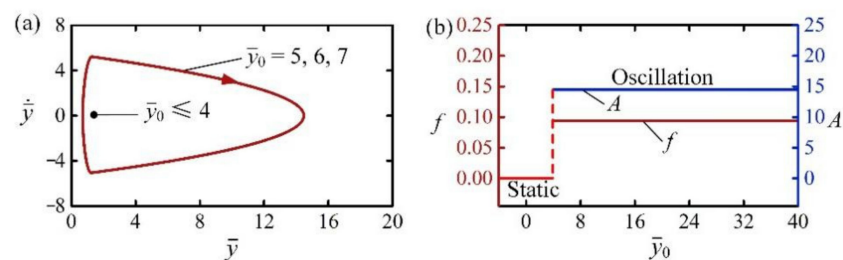 (a)
8
4
0
−4
−8
ẏ̄
ȳ₀ = 5, 6, 7
ȳ₀ ⩽ 4
0 4 8 12 16 20
ȳ
(b)
0.25
0.20
0.15
0.10
0.05
0.00
f
Oscillation
A
f
Static
25
20
15
10
5
0
A
0 8 16 24 32 40
ȳ₀